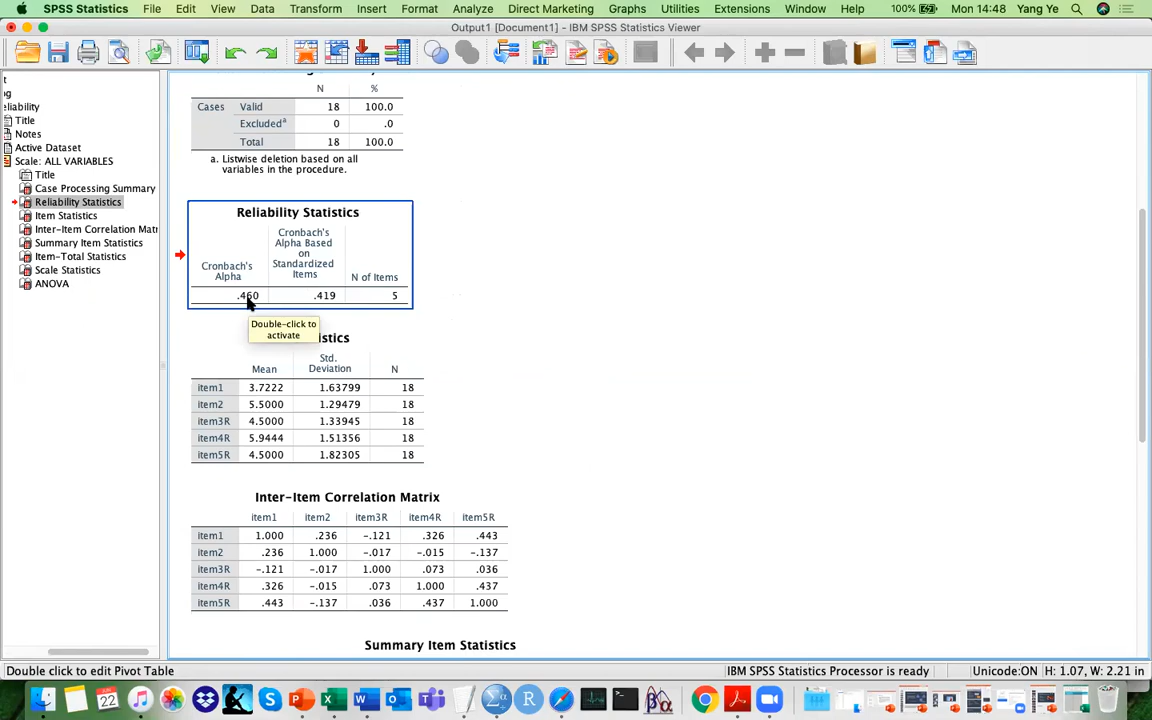 SPSS Statistics File Edit View Data Transform Insert Format Analyze Direct Marketing Graphs Utilities Extensions Window Help 100% Mon 14:48 Yang Ye
Output1 [Document1] - IBM SPSS Statistics Viewer
Title
Notes
Active Dataset
Scale: ALL VARIABLES
Title
Case Processing Summary
Reliability Statistics
Item Statistics
Inter-Item Correlation Matr
Summary Item Statistics
Item-Total Statistics
Scale Statistics
ANOVA
N %
Cases Valid 18 100.0
Excludedᵃ 0 .0
Total 18 100.0
a. Listwise deletion based on all
variables in the procedure.
Reliability Statistics
Cronbach's Alpha
Cronbach's Alpha Based on Standardized Items
N of Items
.460 .419 5
Double-click to
activate
Mean Std. Deviation N
item1 3.7222 1.63799 18
item2 5.5000 1.29479 18
item3R 4.5000 1.33945 18
item4R 5.9444 1.51356 18
item5R 4.5000 1.82305 18
Inter-Item Correlation Matrix
item1 item2 item3R item4R item5R
item1 1.000 .236 -.121 .326 .443
item2 .236 1.000 -.017 -.015 -.137
item3R -.121 -.017 1.000 .073 .036
item4R .326 -.015 .073 1.000 .437
item5R .443 -.137 .036 .437 1.000
Summary Item Statistics
Double click to edit Pivot Table IBM SPSS Statistics Processor is ready Unicode:ON H: 1.07, W: 2.21 in
JUN
22